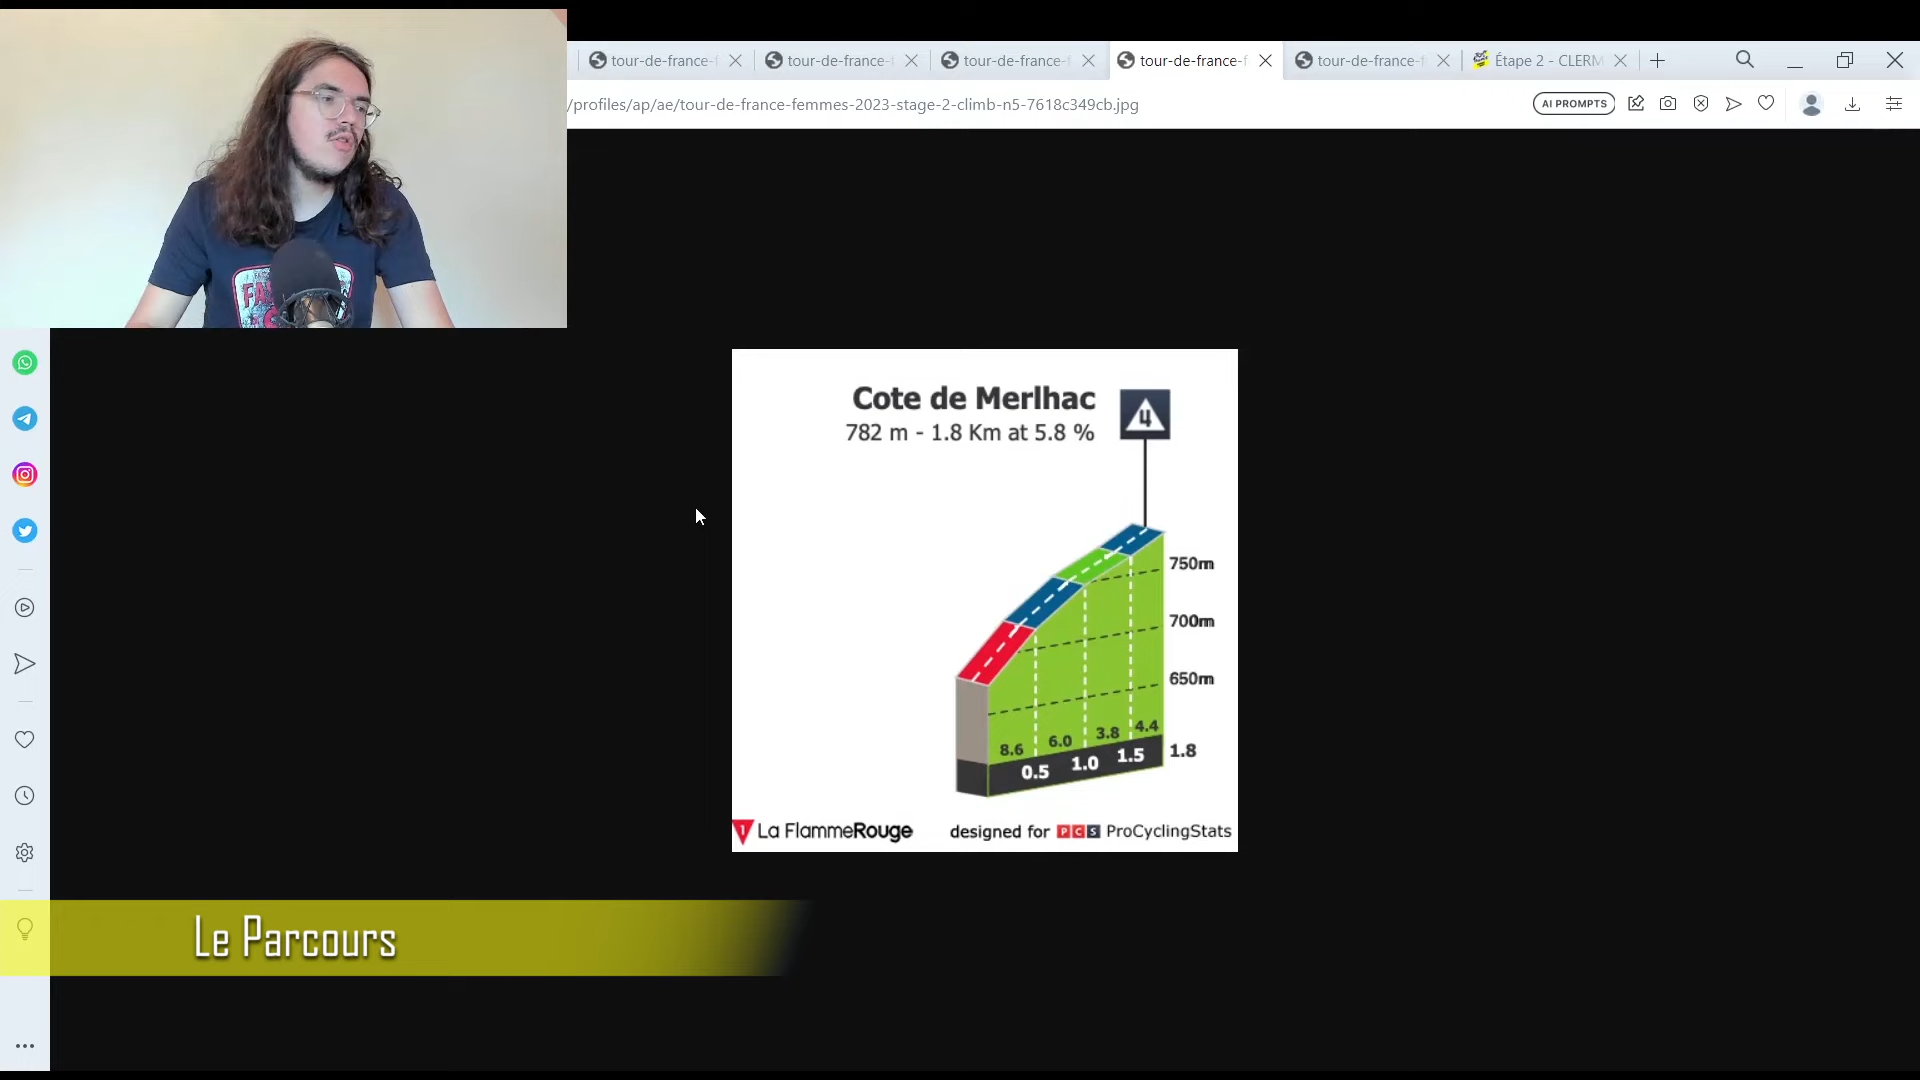 tour-de-france-f
tour-de-france-f
tour-de-france-f
tour-de-france-f
tour-de-france-f
Étape 2 - CLERM
/profiles/ap/ae/tour-de-france-femmes-2023-stage-2-climb-n5-7618c349cb.jpg
AI PROMPTS
Cote de Merlhac
782 m - 1.8 Km at 5.8 %
4
750m
700m
650m
8.6 6.0 3.8 4.4
0.5 1.0 1.5 1.8
1 La FlammeRouge
designed for PCS ProCyclingStats
Le Parcours